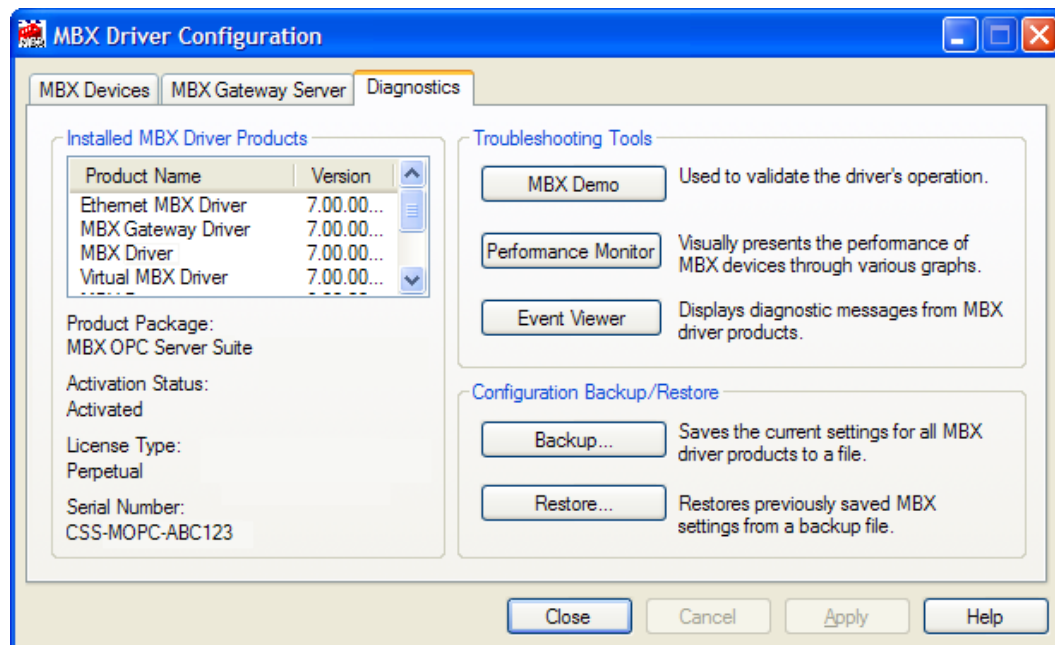 MBX Driver Configuration
MBX Devices MBX Gateway Server Diagnostics
Installed MBX Driver Products
Product Name Version
Ethernet MBX Driver 7.00.00...
MBX Gateway Driver 7.00.00...
MBX Driver 7.00.00...
Virtual MBX Driver 7.00.00...
Product Package:
MBX OPC Server Suite
Activation Status:
Activated
License Type:
Perpetual
Serial Number:
CSS-MOPC-ABC123
Troubleshooting Tools
MBX Demo
Used to validate the driver's operation.
Performance Monitor
Visually presents the performance of
MBX devices through various graphs.
Event Viewer
Displays diagnostic messages from MBX
driver products.
Configuration Backup/Restore
Backup...
Saves the current settings for all MBX
driver products to a file.
Restore...
Restores previously saved MBX
settings from a backup file.
Close Cancel Apply Help